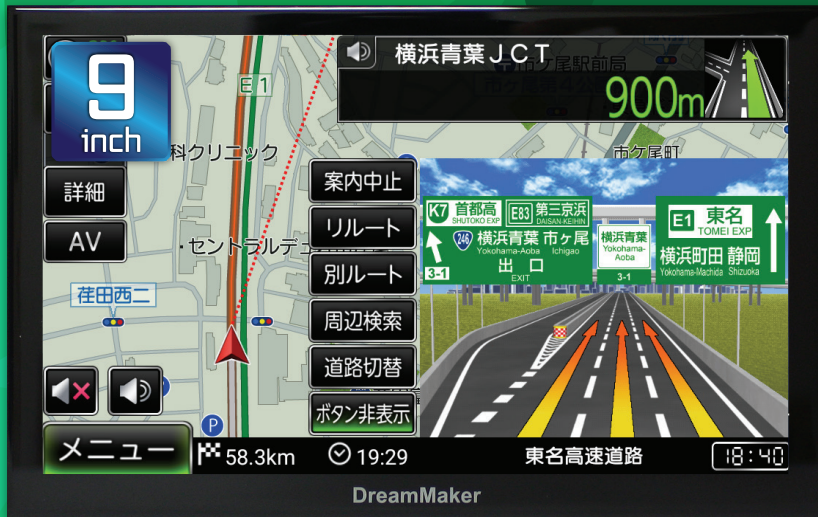 9
inch
横浜青葉JCT
900m
市ケ尾駅前局
E1
科クリニック
市ケ尾町
詳細
AV
・セントラルデュ
荏田西二
案内中止
リルート
別ルート
周辺検索
道路切替
ボタン非表示
K7 首都高
SHUTOKO EXP
E83 第三京浜
DAISAN-KEIHIN
246 横浜青葉 市ヶ尾
Yokohama-Aoba Ichigao
出口
EXIT
3-1
横浜青葉
Yokohama-
Aoba
3-1
E1 東名
TOMEI EXP
横浜町田 静岡
Yokohama-Machida Shizuoka
P
メニュー
58.3km
19:29
東名高速道路
18:40
DreamMaker